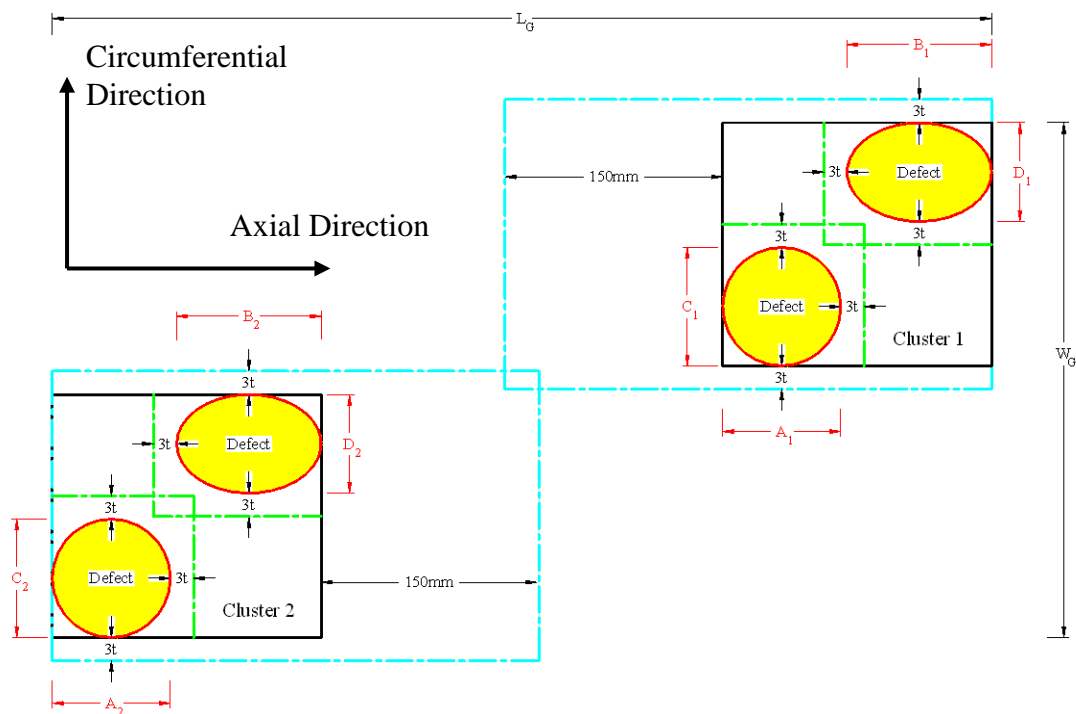 L_G
B_1
Circumferential
Direction
3t
150mm
3t
Defect
D_1
Axial Direction
3t
3t
B_2
C_1
Defect
3t
Cluster 1
W_G
3t
3t
A_1
3t
Defect
D_2
3t
3t
C_2
Defect
3t
150mm
Cluster 2
3t
A_2